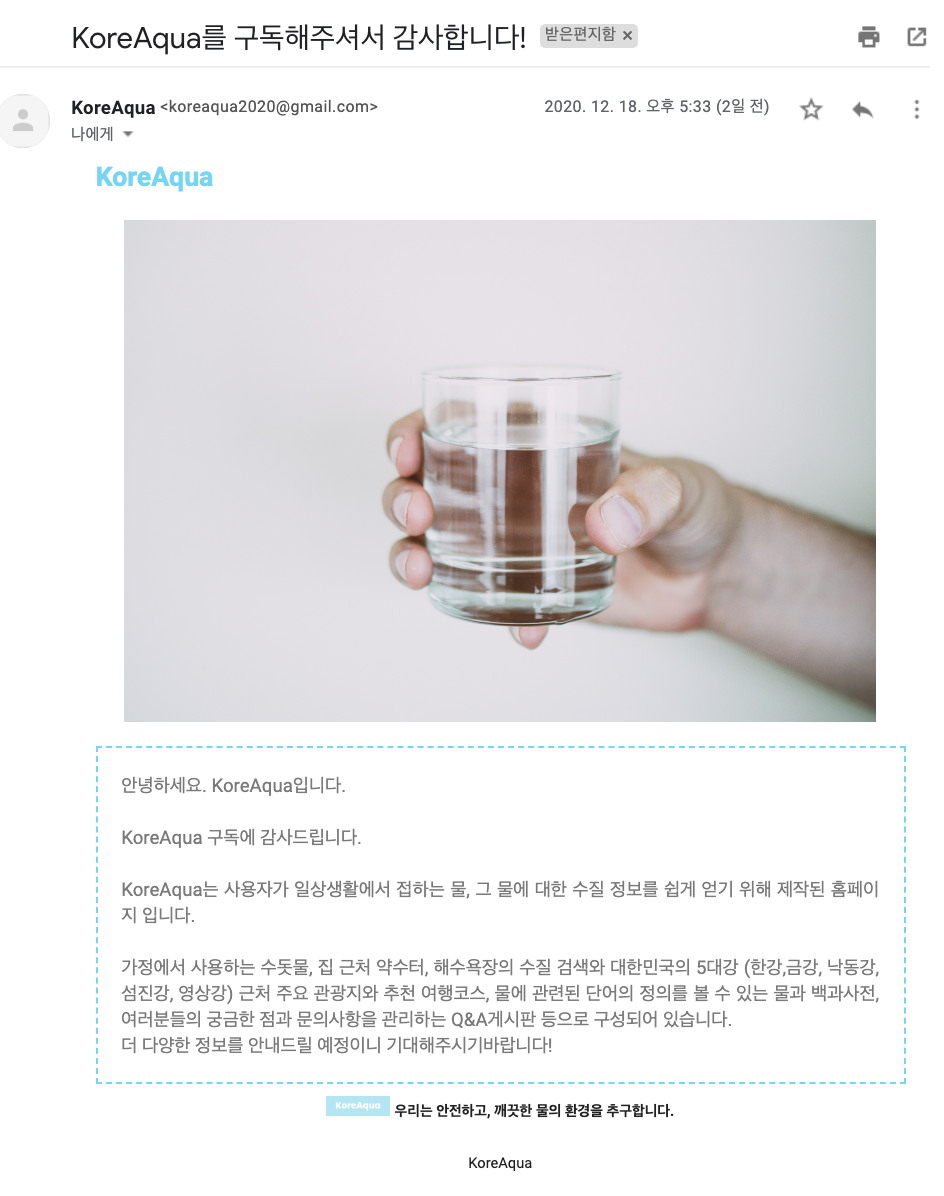 KoreAqua를 구독해주셔서 감사합니다! 받은편지함 ×
KoreAqua <koreaqua2020@gmail.com> 2020. 12. 18. 오후 5:33 (2일 전)
나에게
KoreAqua
안녕하세요. KoreAqua입니다.
KoreAqua 구독에 감사드립니다.
KoreAqua는 사용자가 일상생활에서 접하는 물, 그 물에 대한 수질 정보를 쉽게 얻기 위해 제작된 홈페이
지 입니다.
가정에서 사용하는 수돗물, 집 근처 약수터, 해수욕장의 수질 검색와 대한민국의 5대강 (한강,금강, 낙동강,
섬진강, 영상강) 근처 주요 관광지와 추천 여행코스, 물에 관련된 단어의 정의를 볼 수 있는 물과 백과사전,
여러분들의 궁금한 점과 문의사항을 관리하는 Q&A게시판 등으로 구성되어 있습니다.
더 다양한 정보를 안내드릴 예정이니 기대해주시기바랍니다!
KoreAqua 우리는 안전하고, 깨끗한 물의 환경을 추구합니다.
KoreAqua